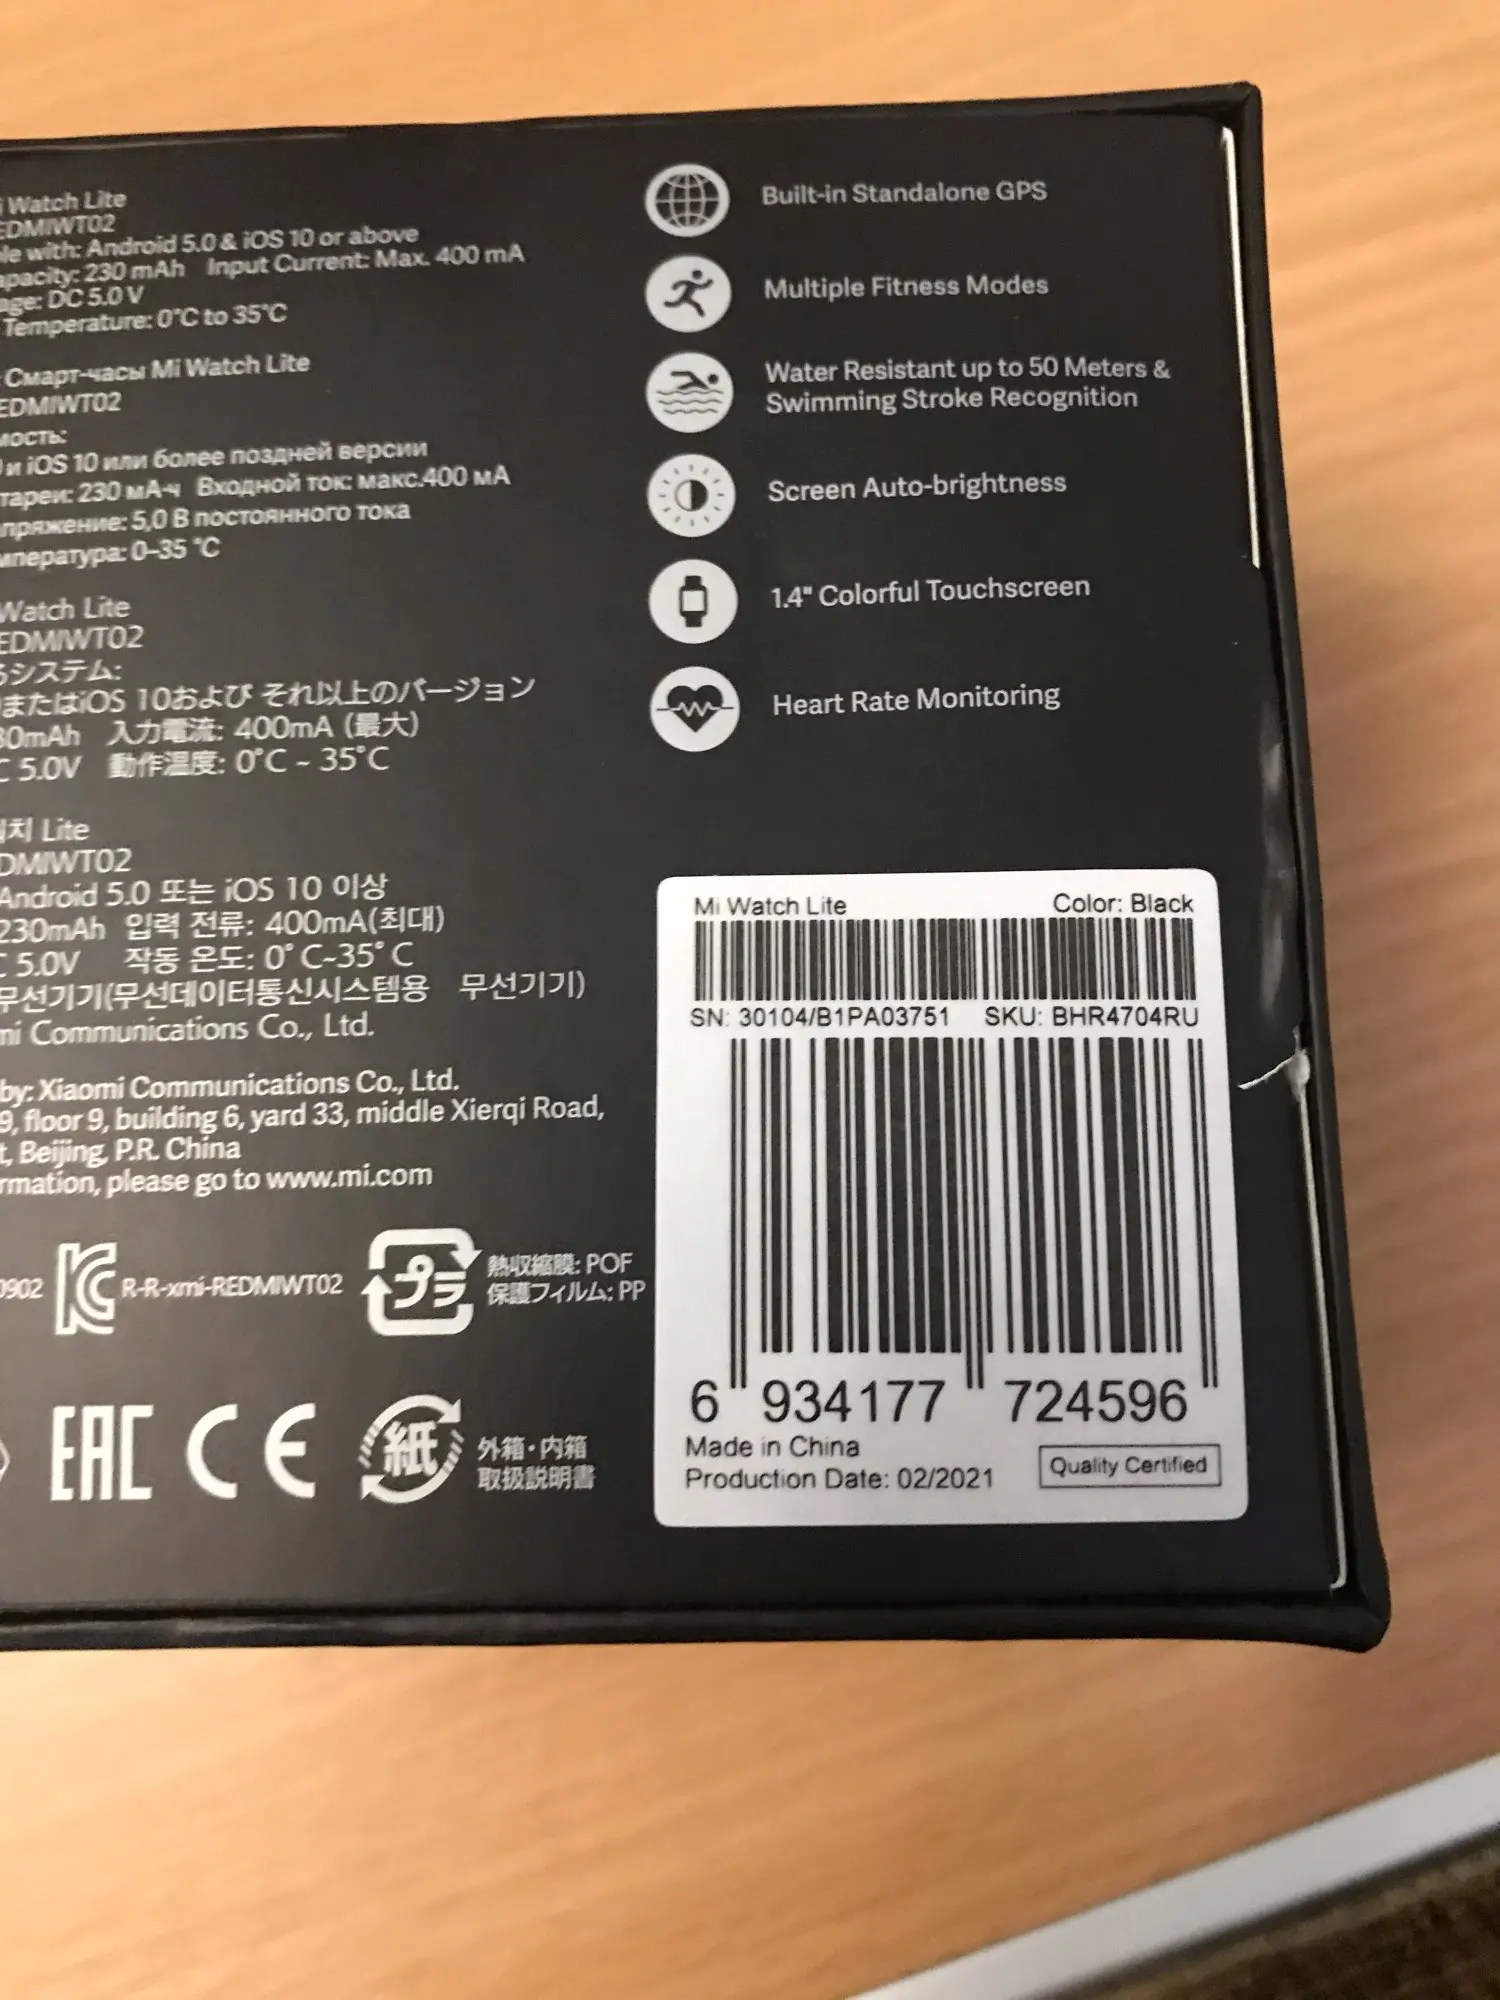 Watch Lite
EDMIWT02
with: Android 5.0 & iOS 10 or above
230 mAh Input Current: Max. 400 mA
DC 5.0 V
Temperature: 0°C to 35°C
Смарт-часы Mi Watch Lite
EDMIWT02
и iOS 10 или более поздней версии
230 мА·ч Входной ток: макс.400 мА
5,0 В постоянного тока
0–35 °C
Watch Lite
EDMIWT02
システム:
またはiOS 10および それ以上のバージョン
30mAh 入力電流: 400mA (最大)
C 5.0V 動作温度: 0°C ~ 35°C
치 Lite
DMIWT02
Android 5.0 또는 iOS 10 이상
230mAh 입력 전류: 400mA(최대)
C 5.0V 작동 온도: 0° C~35° C
무선기기(무선데이터통신시스템용 무선기기)
mi Communications Co., Ltd.
by: Xiaomi Communications Co., Ltd.
9, floor 9, building 6, yard 33, middle Xierqi Road,
t, Beijing, P.R. China
rmation, please go to www.mi.com
0902 R-R-xmi-REDMIWT02
プラ
熱収縮膜: POF
保護フィルム: PP
EAC CE
紙
外箱・内箱
取扱説明書
Built-in Standalone GPS
Multiple Fitness Modes
Water Resistant up to 50 Meters &
Swimming Stroke Recognition
Screen Auto-brightness
1.4" Colorful Touchscreen
Heart Rate Monitoring
Mi Watch Lite Color: Black
SN: 30104/B1PA03751 SKU: BHR4704RU
6 934177 724596
Made in China
Production Date: 02/2021
Quality Certified